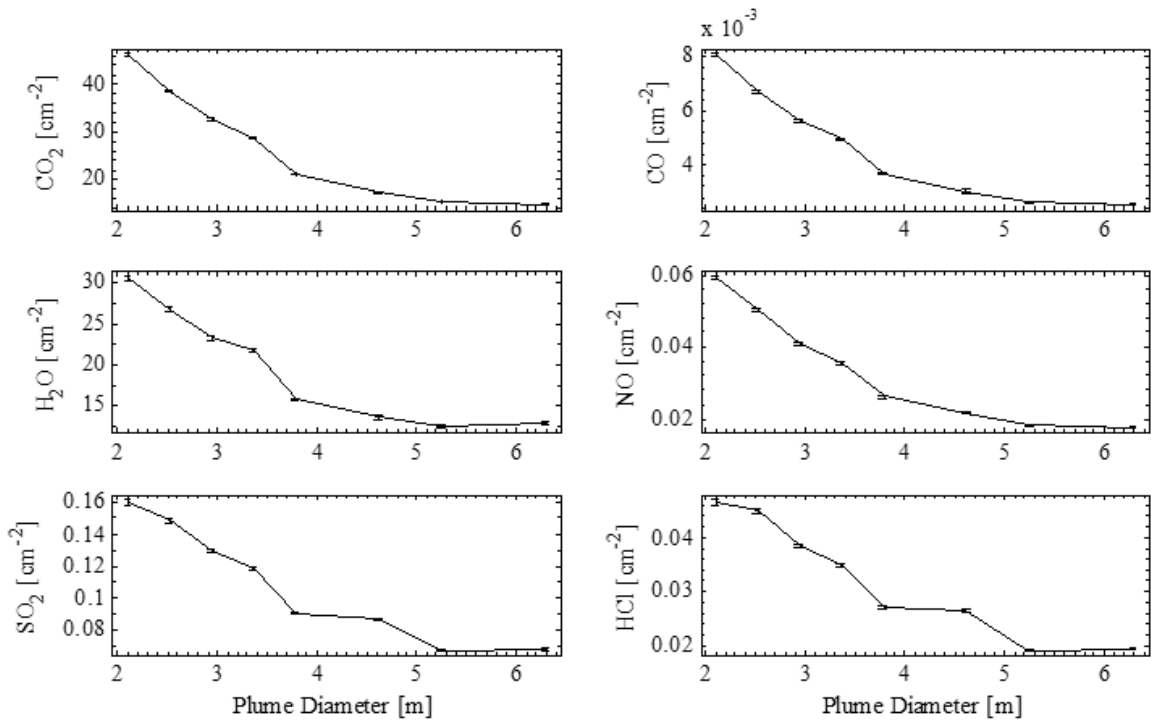 CO2 [cm-2]
40
30
20
2 3 4 5 6
x 10-3
CO [cm-2]
8
6
4
2 3 4 5 6
H2O [cm-2]
30
25
20
15
2 3 4 5 6
NO [cm-2]
0.06
0.04
0.02
2 3 4 5 6
SO2 [cm-2]
0.16
0.14
0.12
0.1
0.08
2 3 4 5 6
Plume Diameter [m]
HCl [cm-2]
0.04
0.03
0.02
2 3 4 5 6
Plume Diameter [m]